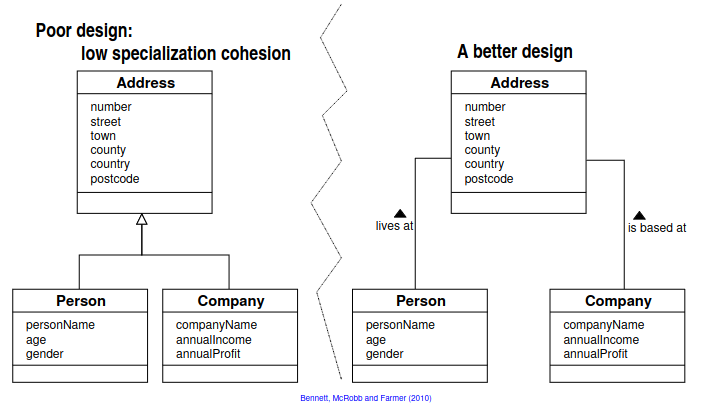 Poor design:
low specialization cohesion
Address
number
street
town
county
country
postcode
Person
personName
age
gender
Company
companyName
annualIncome
annualProfit
A better design
Address
number
street
town
county
country
postcode
lives at
is based at
Person
personName
age
gender
Company
companyName
annualIncome
annualProfit
Bennett, McRobb and Farmer (2010)